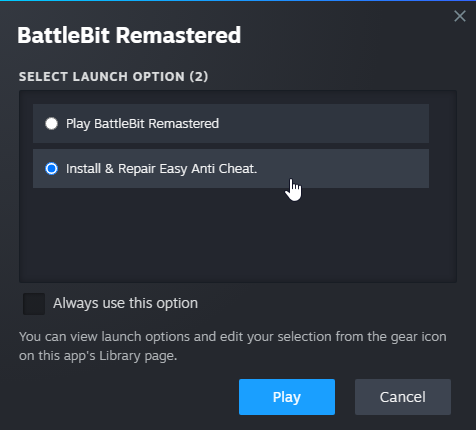 BattleBit Remastered
SELECT LAUNCH OPTION (2)
Play BattleBit Remastered
Install & Repair Easy Anti Cheat.
Always use this option
You can view launch options and edit your selection from the gear icon
on this app's Library page.
Play
Cancel